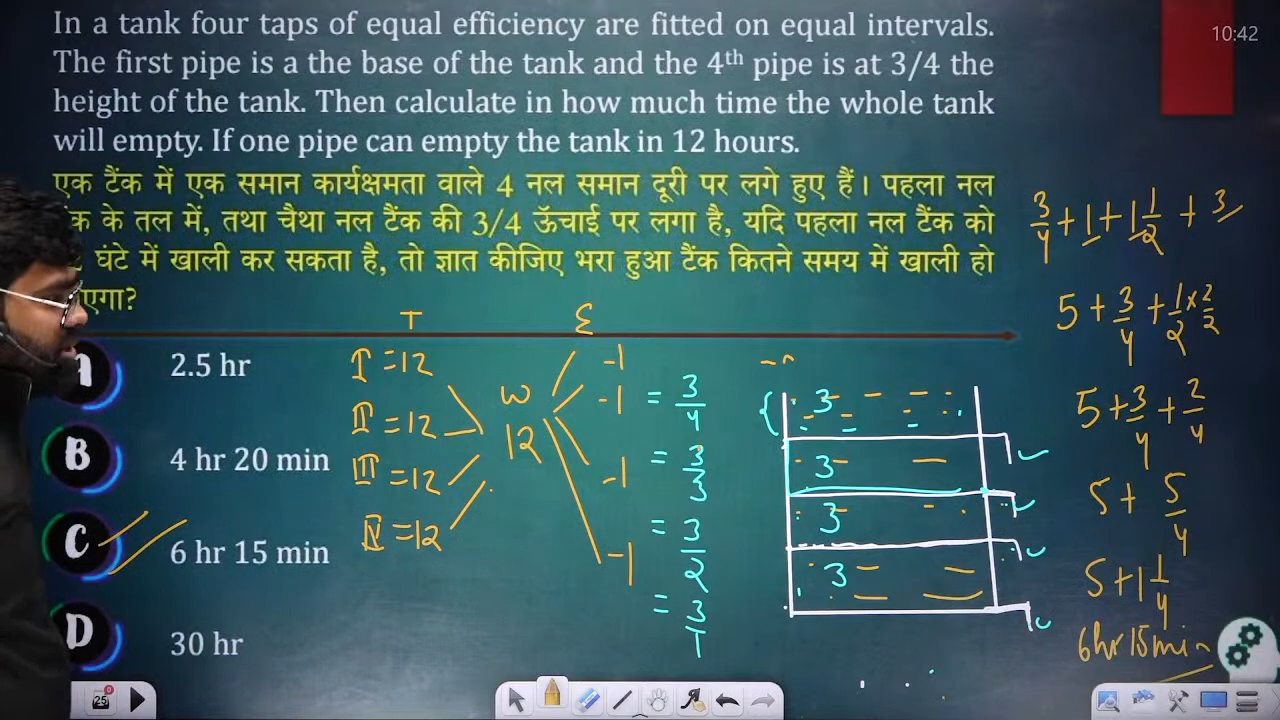 In a tank four taps of equal efficiency are fitted on equal intervals.
The first pipe is a the base of the tank and the 4th pipe is at 3/4 the
height of the tank. Then calculate in how much time the whole tank
will empty. If one pipe can empty the tank in 12 hours.
10:42
एक टैंक में एक समान कार्यक्षमता वाले 4 नल समान दूरी पर लगे हुए हैं। पहला नल
के तल में, तथा चैथा नल टैंक की 3/4 ऊँचाई पर लगा है, यदि पहला नल टैंक को
घंटे में खाली कर सकता है, तो ज्ञात कीजिए भरा हुआ टैंक कितने समय में खाली हो
A 2.5 hr
B 4 hr 20 min
C 6 hr 15 min
D 30 hr
T E
I = 12
II = 12
III = 12
IV = 12
W
12
-1
-1
-1
-1
= 3/4
= 3/3
= 3/2
= 3/1
3
3
3
3
3/4 + 1 + 1 1/2 + 3
5 + 3/4 + 1/2 × 2/2
5 + 3/4 + 2/4
5 + 5/4
5 + 1 1/4
6hr 15min
25